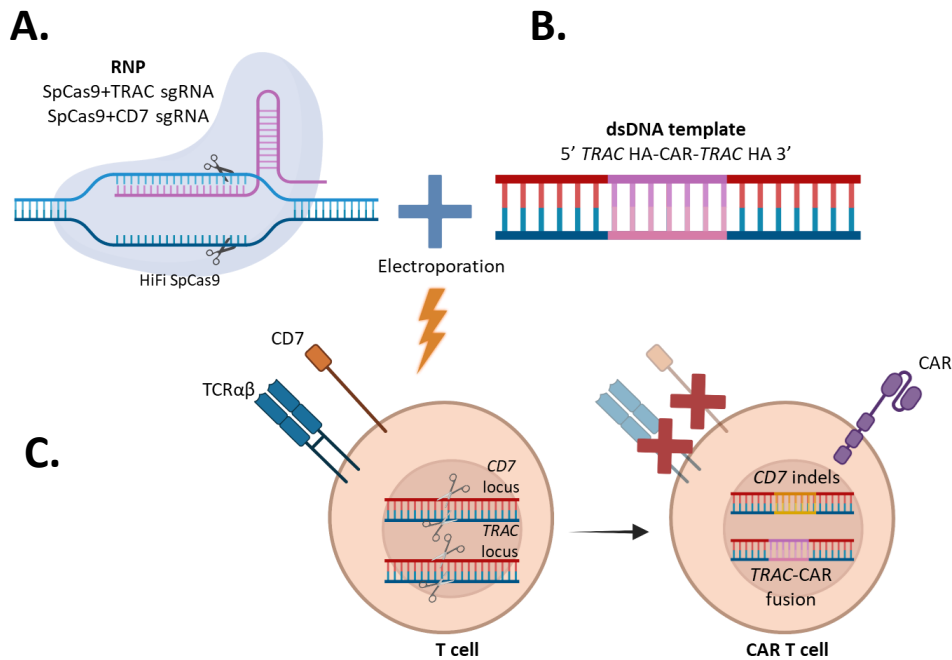 A.
RNP
SpCas9+TRAC sgRNA
SpCas9+CD7 sgRNA
HiFi SpCas9
B.
dsDNA template
5’ TRAC HA-CAR-TRAC HA 3’
Electroporation
C.
CD7
TCRαβ
CD7
locus
TRAC
locus
T cell
CAR
CD7 indels
TRAC-CAR
fusion
CAR T cell